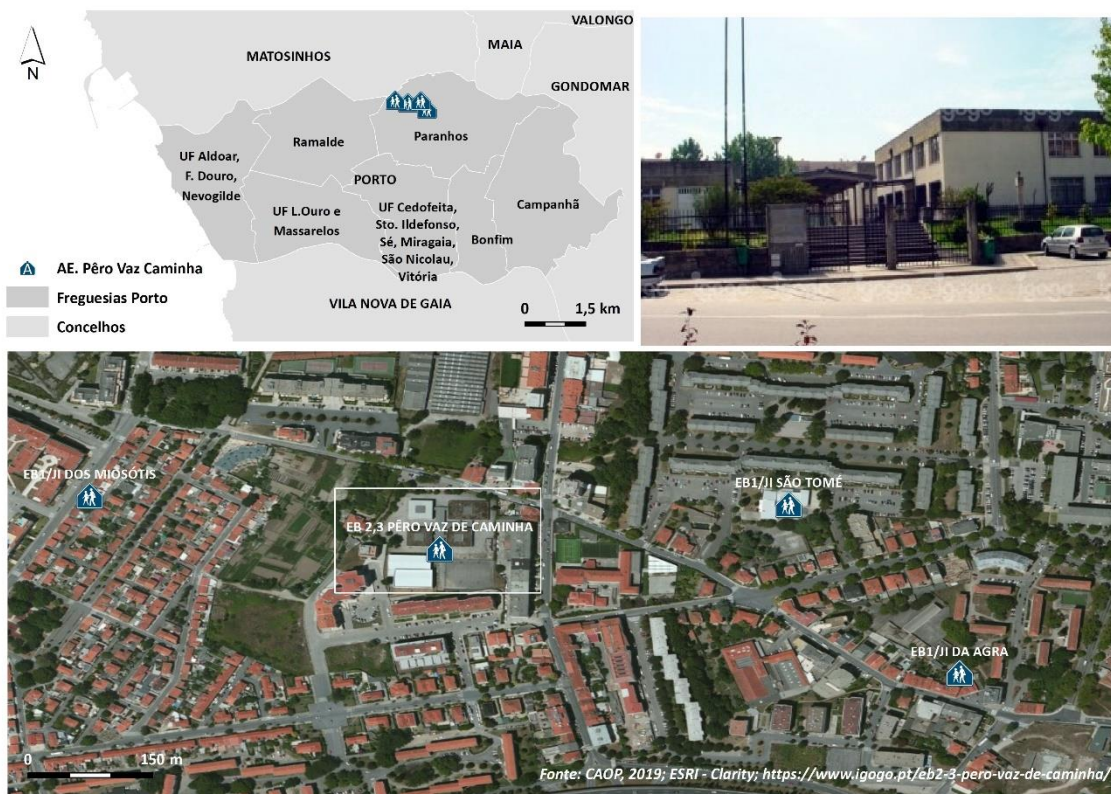 N
VALONGO
MAIA
MATOSINHOS
GONDOMAR
Ramalde
Paranhos
UF Aldoar,
F. Douro,
Nevogilde
PORTO
UF L.Ouro e
Massarelos
UF Cedofeita,
Sto. Ildefonso,
Sé, Miragaia,
São Nicolau,
Vitória
Bonfim
Campanhã
AE. Pêro Vaz Caminha
Freguesias Porto
Concelhos
VILA NOVA DE GAIA
0 1,5 km
igogo
EB1/JI DOS MIOSÓTIS
EB 2,3 PÊRO VAZ DE CAMINHA
EB1/JI SÃO TOMÉ
EB1/JI DA AGRA
0 150 m
Fonte: CAOP, 2019; ESRI - Clarity; https://www.igogo.pt/eb2-3-pero-vaz-de-caminha/